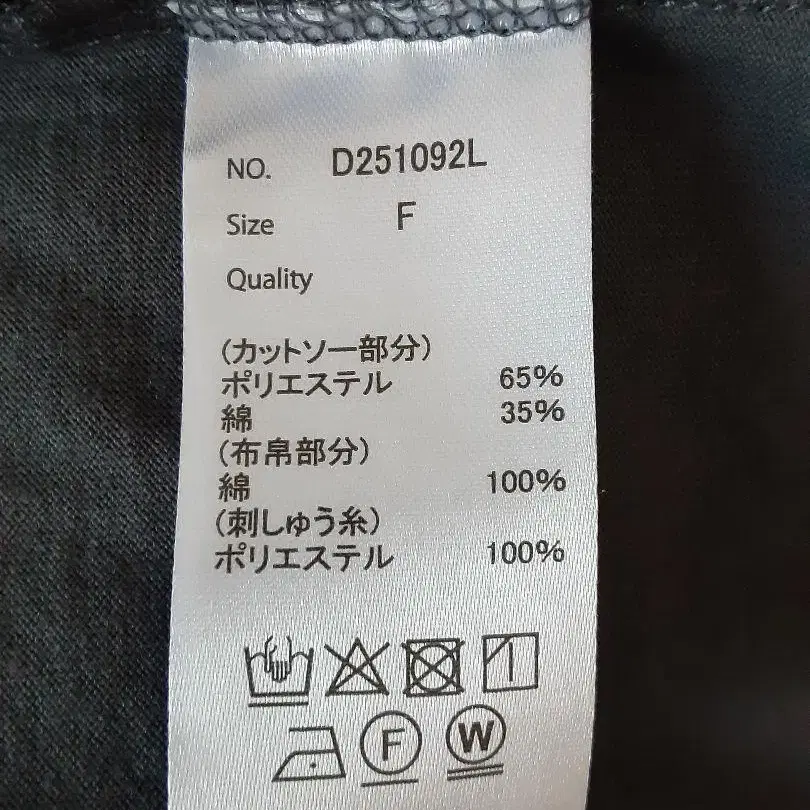 NO. D251092L
Size F
Quality
(カットソー部分)
ポリエステル 65%
綿 35%
(布帛部分)
綿 100%
(刺しゅう糸)
ポリエステル 100%
F W